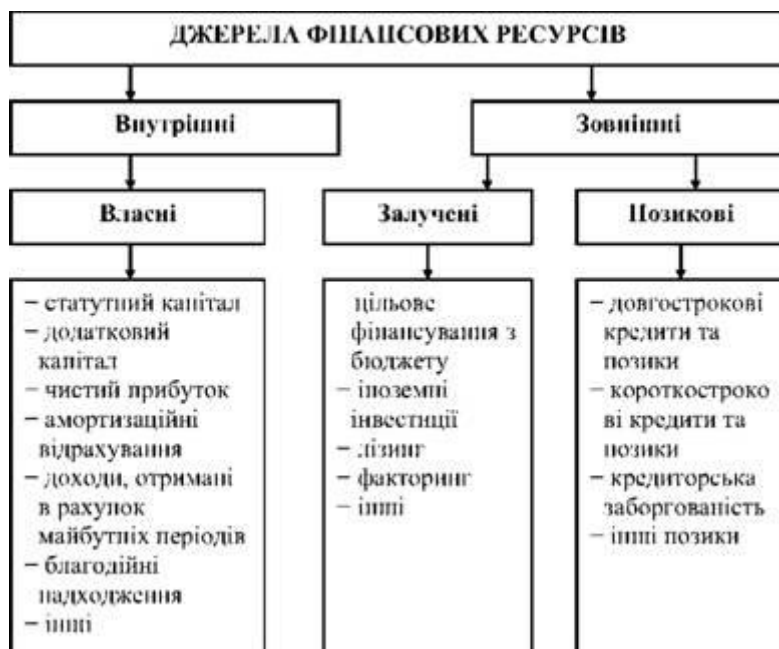 ДЖЕРЕЛА ФІНАНСОВИХ РЕСУРСІВ
Внутрішні
Зовнішні
Власні
Залучені
Позикові
– статутний капітал
– додатковий
капітал
– чистий прибуток
– амортизаційні
відрахування
– доходи, отримані
в рахунок
майбутніх періодів
– благодійні
надходження
– інші
цільове
фінансування з
бюджету
– іноземні
інвестиції
– лізинг
– факторинг
– інші
– довгострокові
кредити та
позики
– короткостроко
ві кредити та
позики
– кредиторська
заборгованість
– інші позики